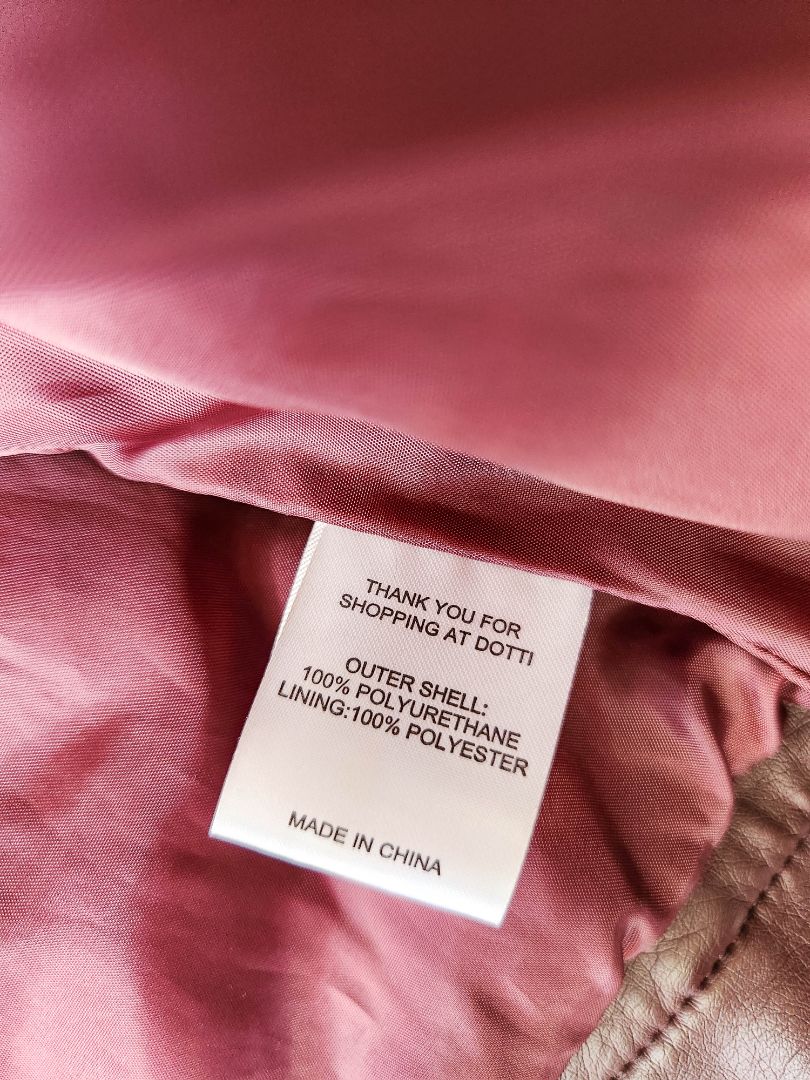 THANK YOU FOR
SHOPPING AT DOTTI
OUTER SHELL:
100% POLYURETHANE
LINING:100% POLYESTER
MADE IN CHINA